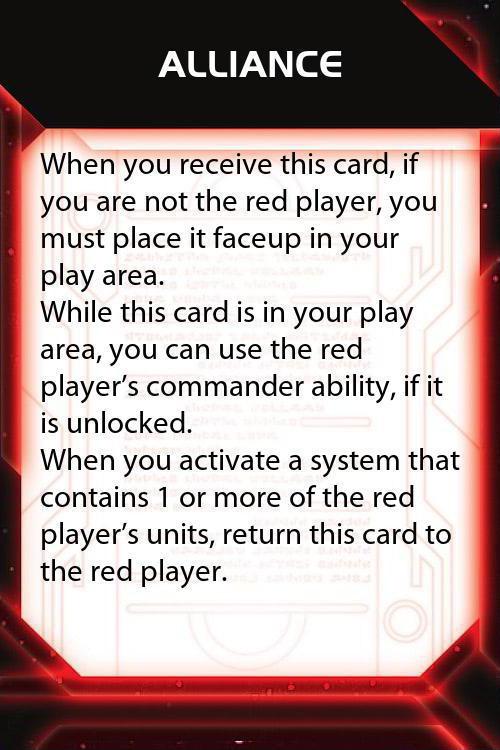 ALLIANCE
When you receive this card, if
you are not the red player, you
must place it faceup in your
play area.
While this card is in your play
area, you can use the red
player's commander ability, if it
is unlocked.
When you activate a system that
contains 1 or more of the red
player's units, return this card to
the red player.